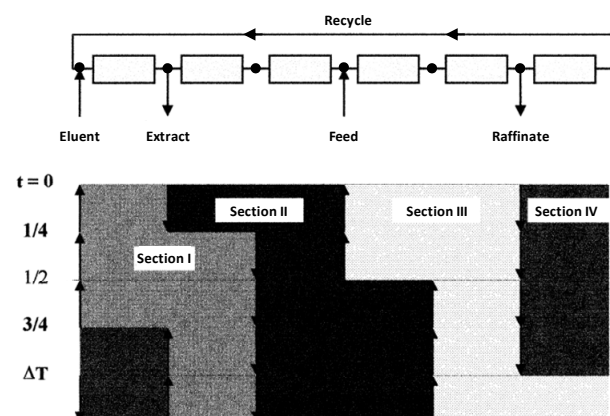 Recycle
Eluent Extract Feed Raffinate
t = 0
Section II Section III Section IV
1/4
Section I
1/2
3/4
ΔT